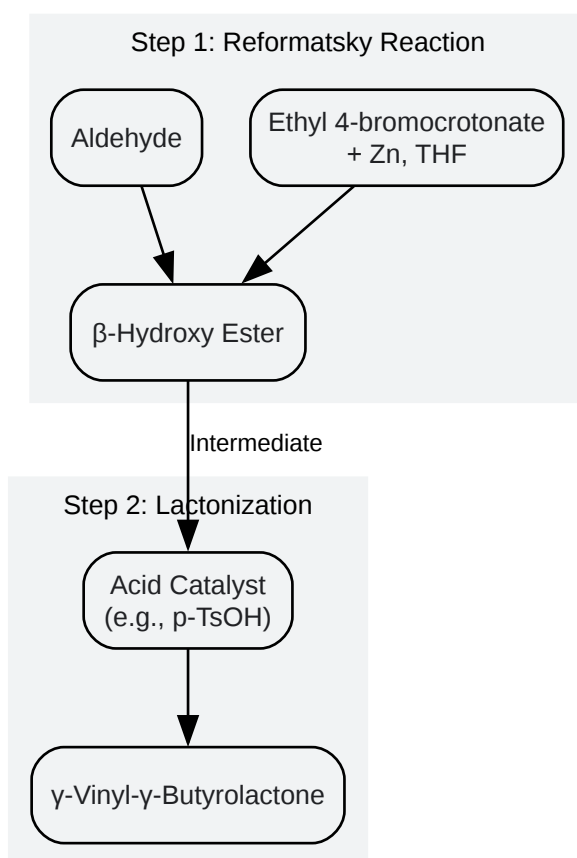 Step 1: Reformatsky Reaction
Aldehyde
Ethyl 4-bromocrotonate
+ Zn, THF
β-Hydroxy Ester
Intermediate
Step 2: Lactonization
Acid Catalyst
(e.g., p-TsOH)
γ-Vinyl-γ-Butyrolactone